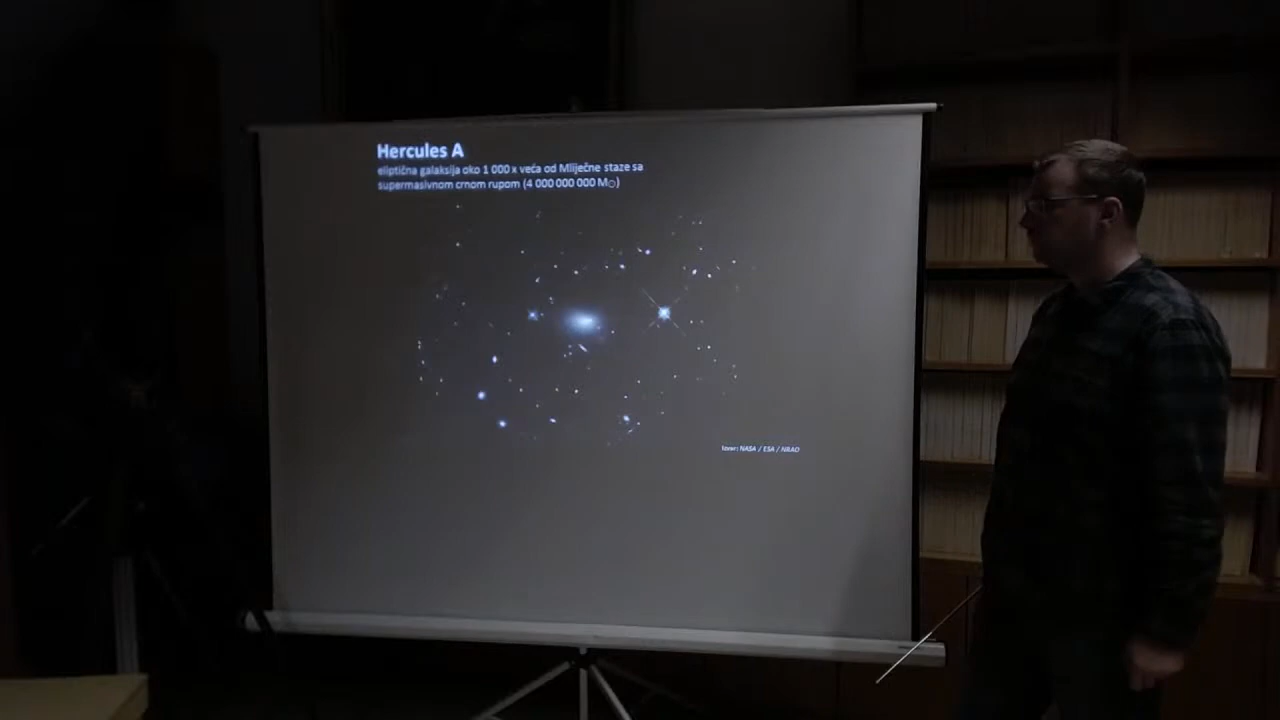 Hercules A
eliptična galaksija oko 1 000 x veća od Mliječne staze sa
supermasivnom crnom rupom (4 000 000 000 M☉)
Izvor: NASA / ESA / NRAO